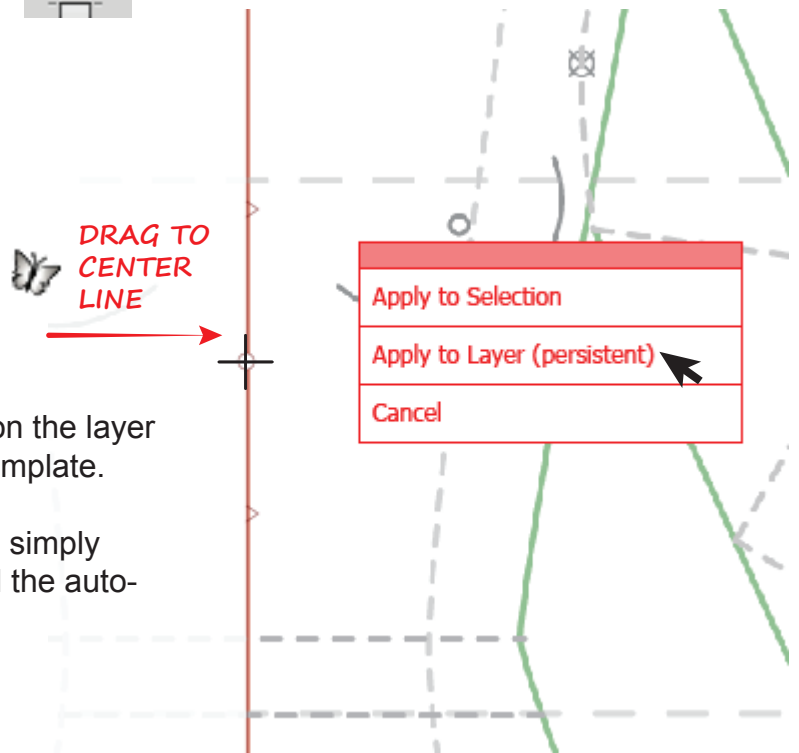 DRAG TO
CENTER
LINE
Apply to Selection
Apply to Layer (persistent)
Cancel
on the layer
mplate.
simply
the auto-